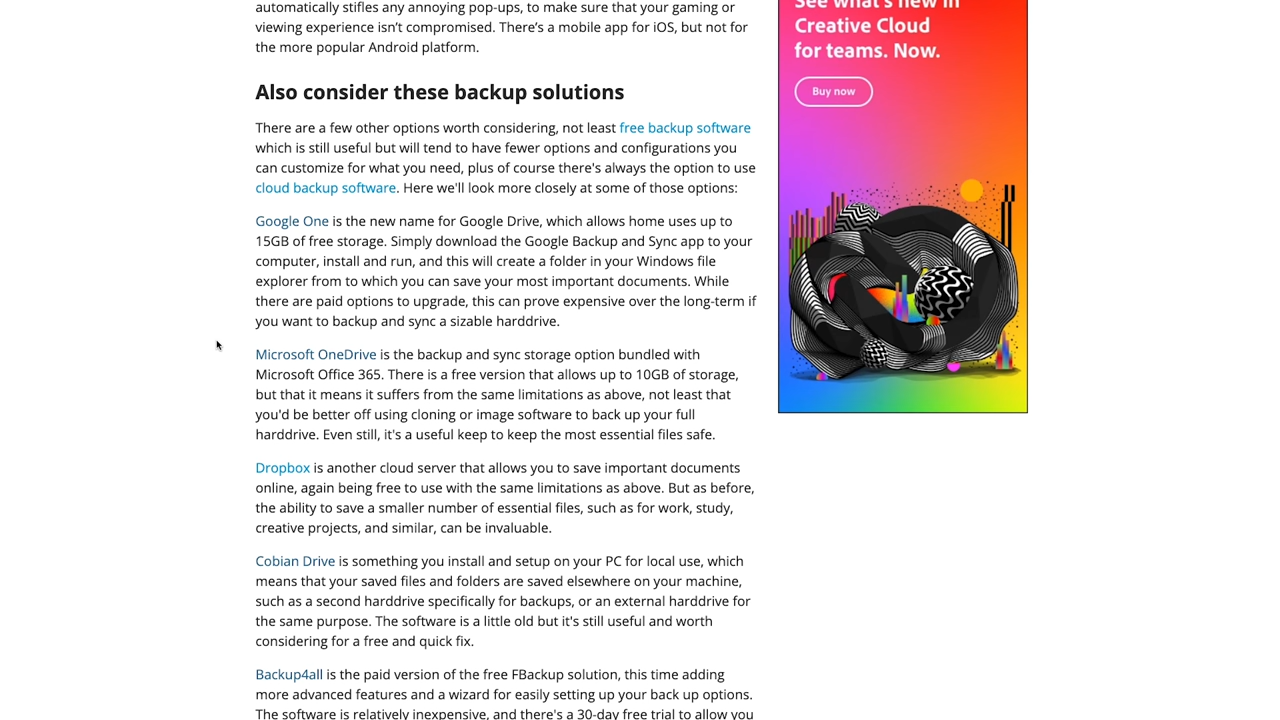 automatically stifles any annoying pop-ups, to make sure that your gaming or
viewing experience isn’t compromised. There’s a mobile app for iOS, but not for
the more popular Android platform.
Also consider these backup solutions
There are a few other options worth considering, not least free backup software
which is still useful but will tend to have fewer options and configurations you
can customize for what you need, plus of course there's always the option to use
cloud backup software. Here we'll look more closely at some of those options:
Google One is the new name for Google Drive, which allows home uses up to
15GB of free storage. Simply download the Google Backup and Sync app to your
computer, install and run, and this will create a folder in your Windows file
explorer from to which you can save your most important documents. While
there are paid options to upgrade, this can prove expensive over the long-term if
you want to backup and sync a sizable harddrive.
Microsoft OneDrive is the backup and sync storage option bundled with
Microsoft Office 365. There is a free version that allows up to 10GB of storage,
but that it means it suffers from the same limitations as above, not least that
you'd be better off using cloning or image software to back up your full
harddrive. Even still, it's a useful keep to keep the most essential files safe.
Dropbox is another cloud server that allows you to save important documents
online, again being free to use with the same limitations as above. But as before,
the ability to save a smaller number of essential files, such as for work, study,
creative projects, and similar, can be invaluable.
Cobian Drive is something you install and setup on your PC for local use, which
means that your saved files and folders are saved elsewhere on your machine,
such as a second harddrive specifically for backups, or an external harddrive for
the same purpose. The software is a little old but it's still useful and worth
considering for a free and quick fix.
Backup4all is the paid version of the free FBackup solution, this time adding
more advanced features and a wizard for easily setting up your back up options.
The software is relatively inexpensive, and there's a 30-day free trial to allow you
See what's new in
Creative Cloud
for teams. Now.
Buy now